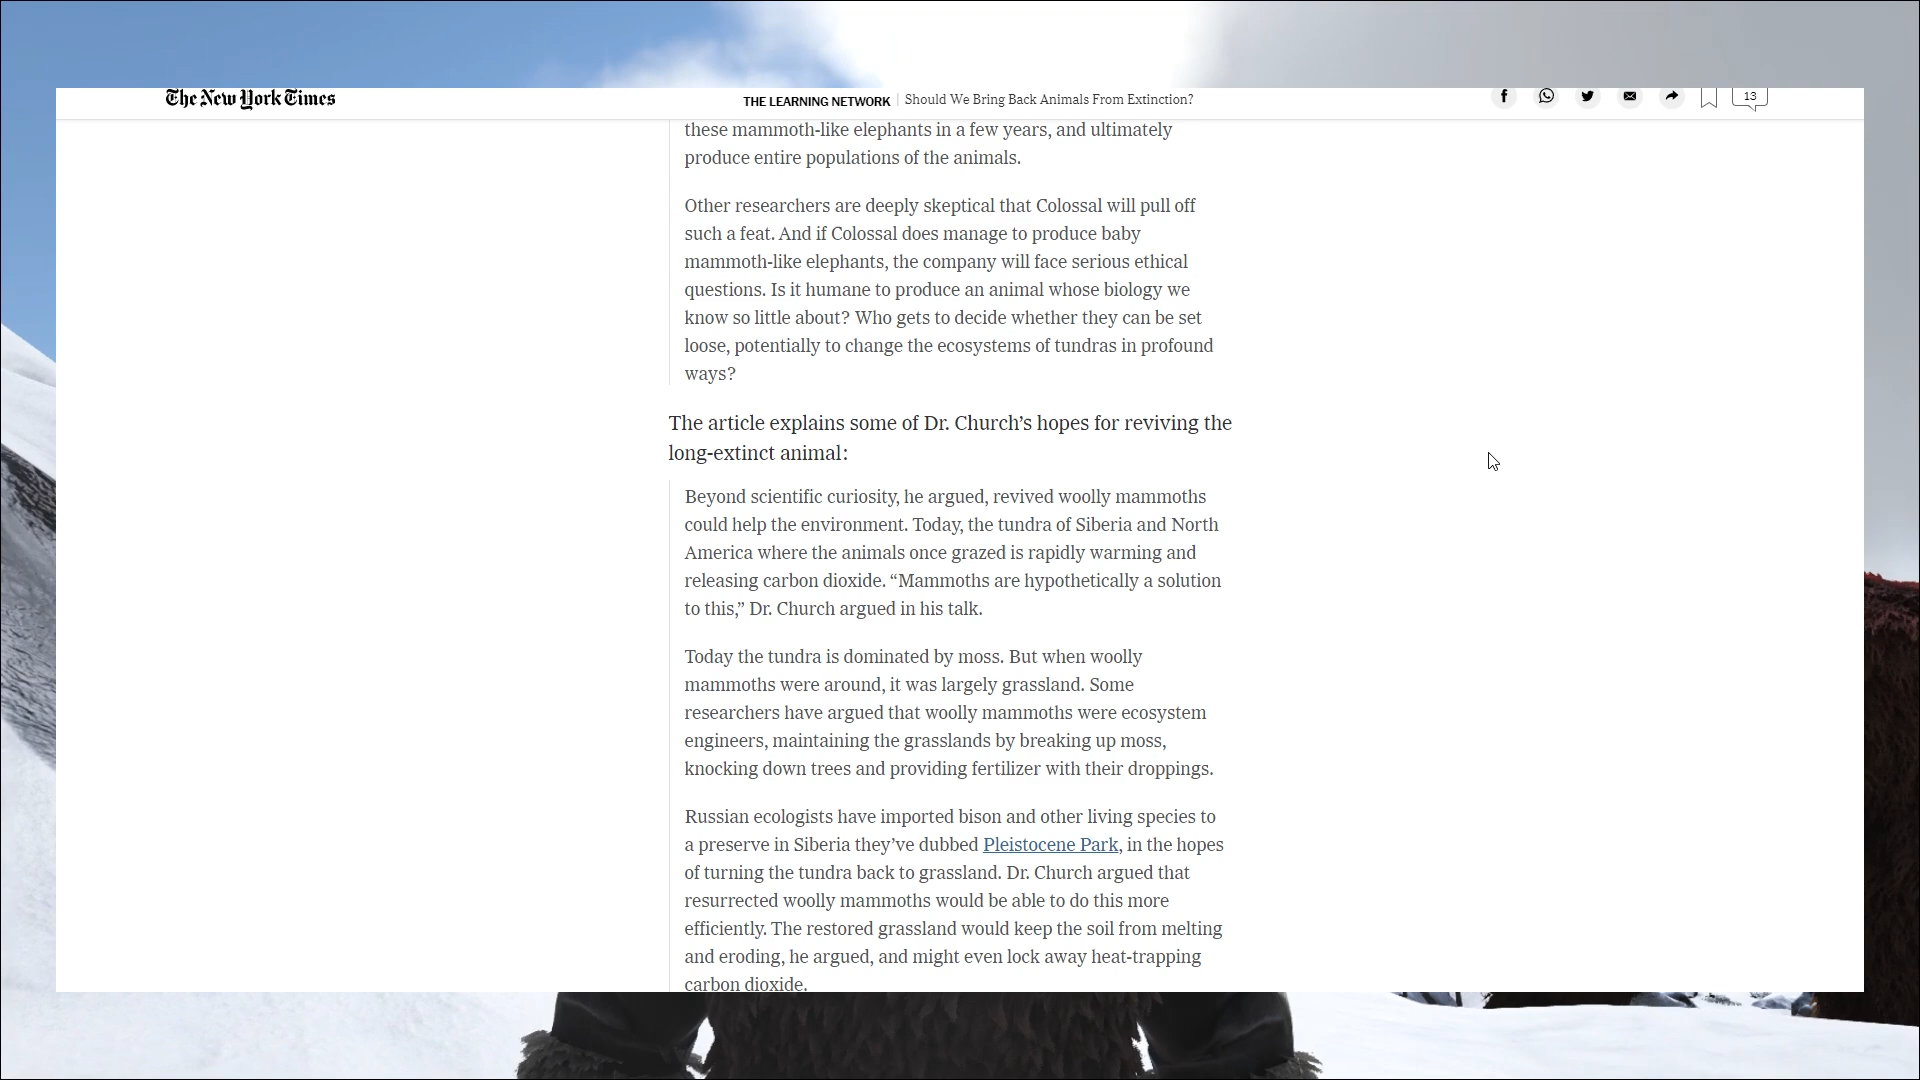 The New York Times
THE LEARNING NETWORK | Should We Bring Back Animals From Extinction?
13
these mammoth-like elephants in a few years, and ultimately
produce entire populations of the animals.
Other researchers are deeply skeptical that Colossal will pull off
such a feat. And if Colossal does manage to produce baby
mammoth-like elephants, the company will face serious ethical
questions. Is it humane to produce an animal whose biology we
know so little about? Who gets to decide whether they can be set
loose, potentially to change the ecosystems of tundras in profound
ways?
The article explains some of Dr. Church’s hopes for reviving the
long-extinct animal:
Beyond scientific curiosity, he argued, revived woolly mammoths
could help the environment. Today, the tundra of Siberia and North
America where the animals once grazed is rapidly warming and
releasing carbon dioxide. “Mammoths are hypothetically a solution
to this,” Dr. Church argued in his talk.
Today the tundra is dominated by moss. But when woolly
mammoths were around, it was largely grassland. Some
researchers have argued that woolly mammoths were ecosystem
engineers, maintaining the grasslands by breaking up moss,
knocking down trees and providing fertilizer with their droppings.
Russian ecologists have imported bison and other living species to
a preserve in Siberia they’ve dubbed Pleistocene Park, in the hopes
of turning the tundra back to grassland. Dr. Church argued that
resurrected woolly mammoths would be able to do this more
efficiently. The restored grassland would keep the soil from melting
and eroding, he argued, and might even lock away heat-trapping
carbon dioxide.